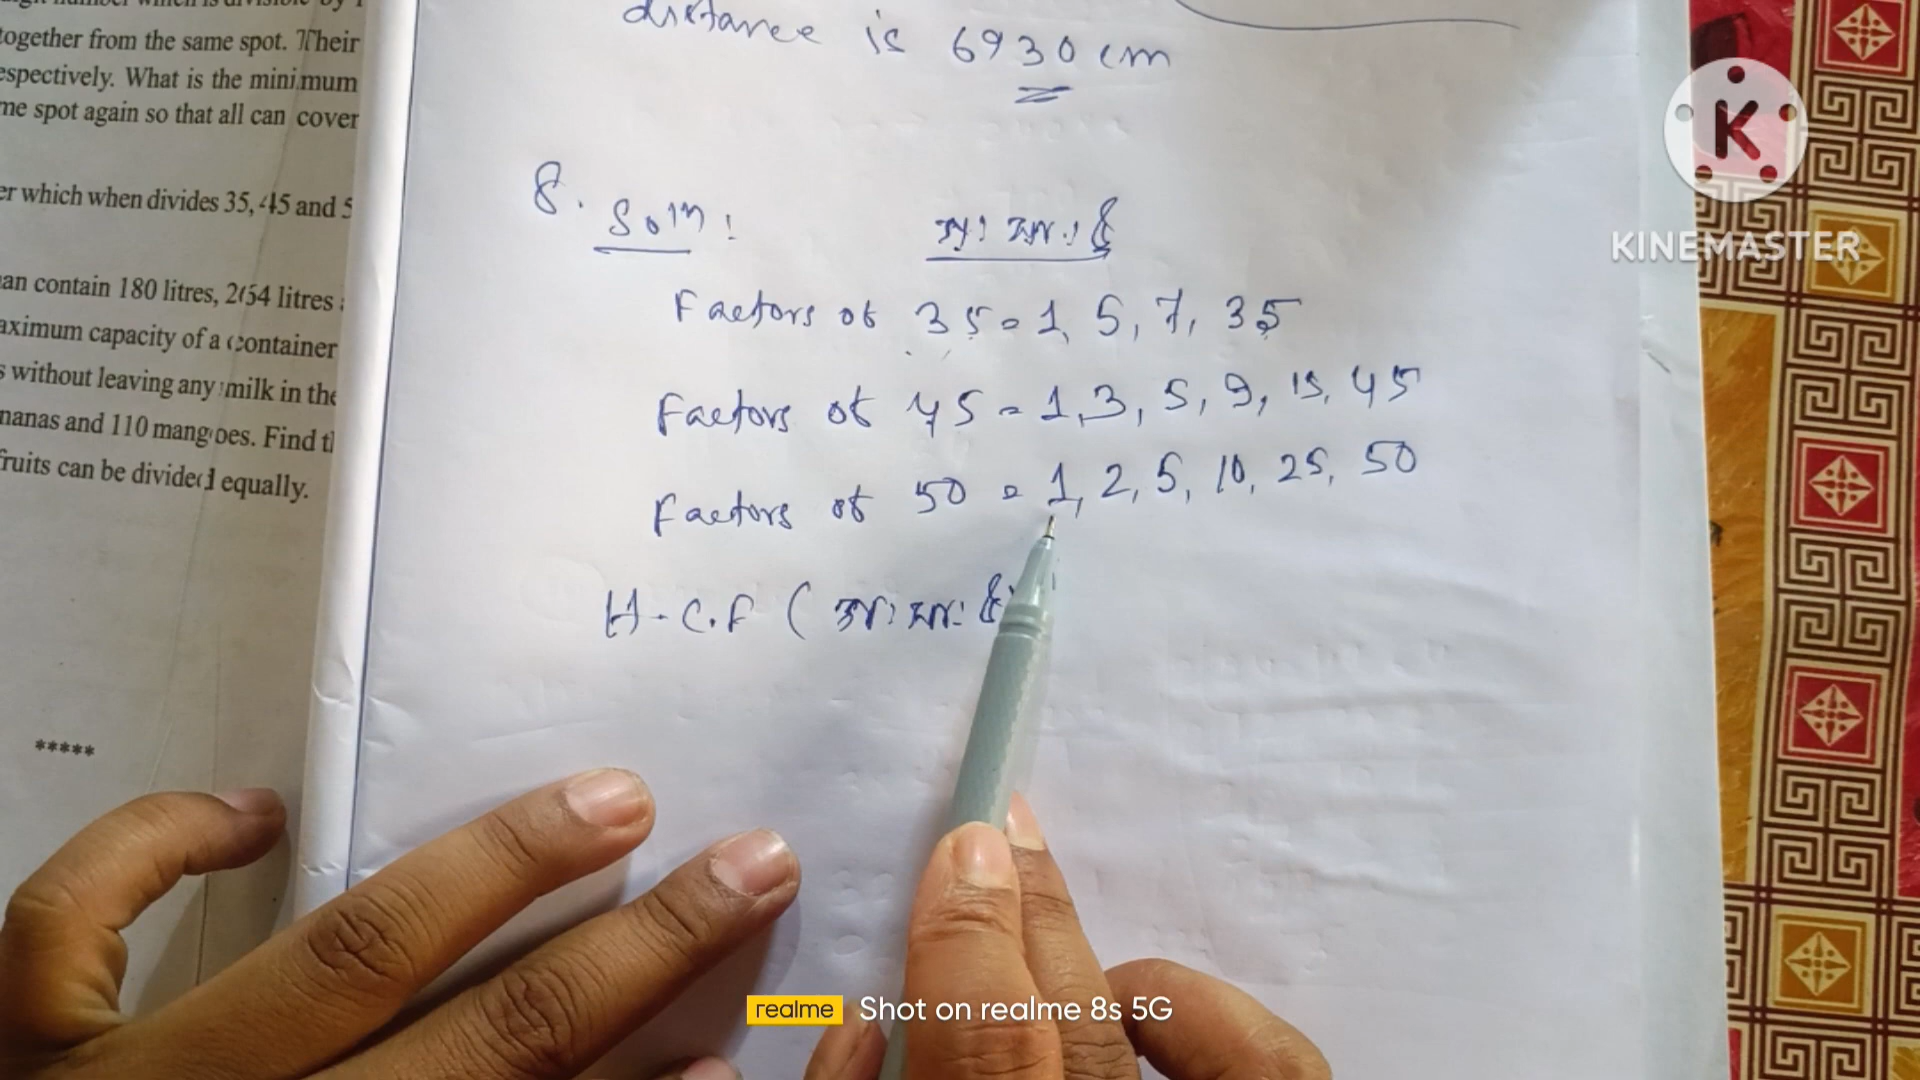 together from the same spot. Their
espectively. What is the minimum
me spot again so that all can cover
er which when divides 35, 45 and 5
an contain 180 litres, 254 litres
aximum capacity of a container
s without leaving any milk in the
nanas and 110 mangoes. Find
fruits can be divided equally.
*****
distance is 6930 cm
8. Soln:
Factors of 35 = 1, 5, 7, 35
Factors of 45 = 1, 3, 5, 9, 15, 45
Factors of 50 = 1, 2, 5, 10, 25, 50
H.C.F (
K
KINEMASTER
realme Shot on realme 8s 5G